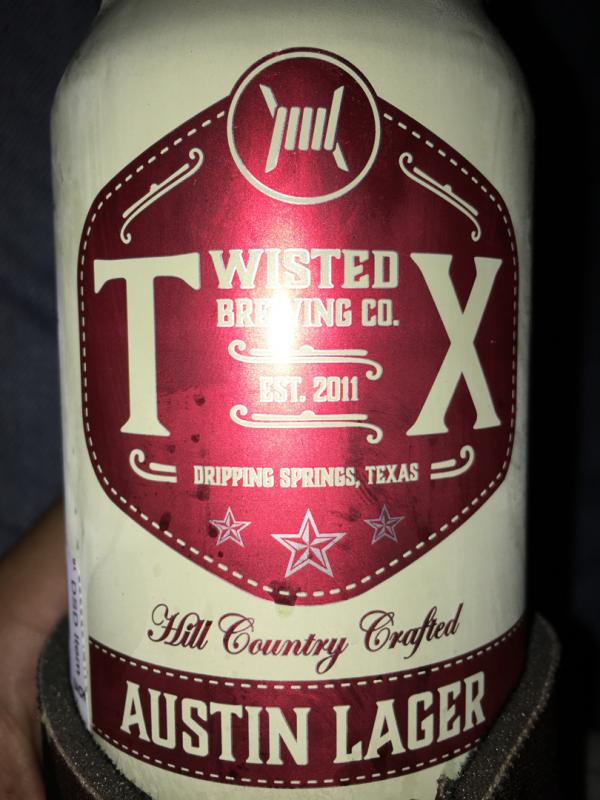 TWISTED X
BREWING CO.
EST. 2011
DRIPPING SPRINGS, TEXAS
Hill Country Crafted
AUSTIN LAGER